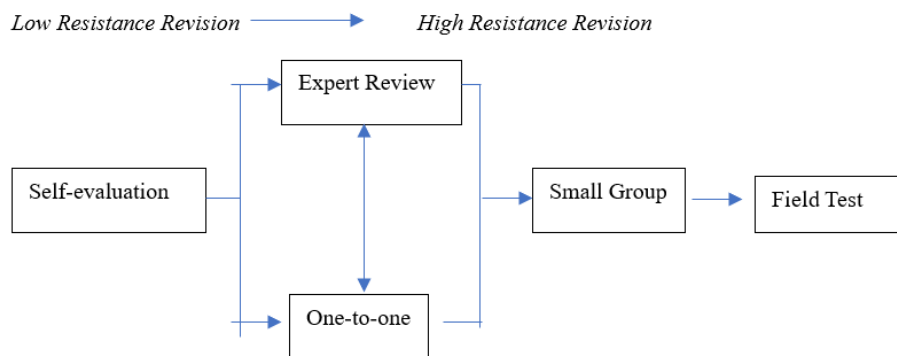 Low Resistance Revision
High Resistance Revision
Expert Review
Self-evaluation
Small Group
Field Test
One-to-one